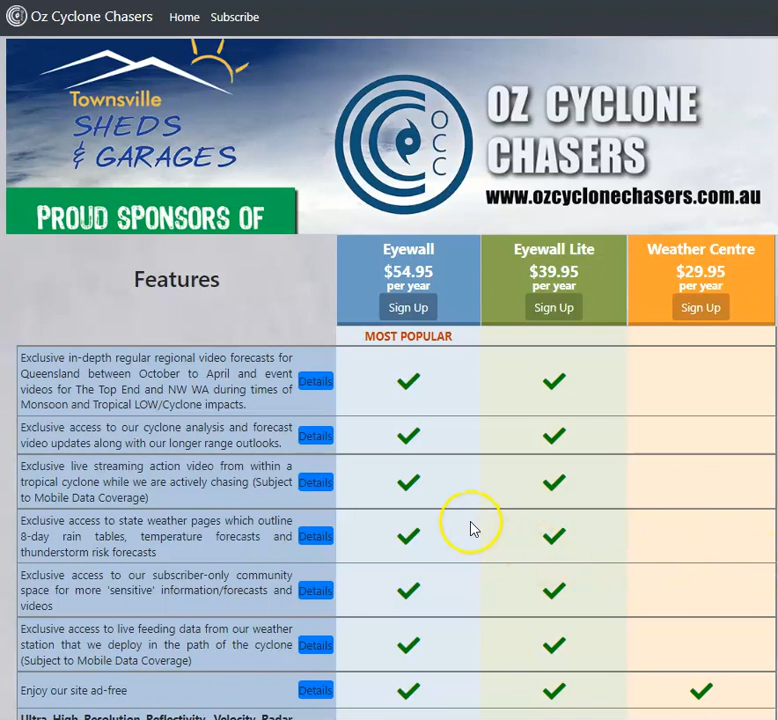 Oz Cyclone Chasers Home Subscribe
Townsville
SHEDS
& GARAGES
PROUD SPONSORS OF
OCC
OZ CYCLONE
CHASERS
www.ozcyclonechasers.com.au
Features
Eyewall
$54.95
per year
Sign Up
Eyewall Lite
$39.95
per year
Sign Up
Weather Centre
$29.95
per year
Sign Up
MOST POPULAR
Exclusive in-depth regular regional video forecasts for
Queensland between October to April and event
videos for The Top End and NW WA during times of
Monsoon and Tropical LOW/Cyclone impacts.
Details
Exclusive access to our cyclone analysis and forecast
video updates along with our longer range outlooks.
Details
Exclusive live streaming action video from within a
tropical cyclone while we are actively chasing (Subject
to Mobile Data Coverage)
Details
Exclusive access to state weather pages which outline
8-day rain tables, temperature forecasts and
thunderstorm risk forecasts
Details
Exclusive access to our subscriber-only community
space for more 'sensitive' information/forecasts and
videos
Details
Exclusive access to live feeding data from our weather
station that we deploy in the path of the cyclone
(Subject to Mobile Data Coverage)
Details
Enjoy our site ad-free
Details
Ultra High Resolution Reflectivity, Velocity Radar